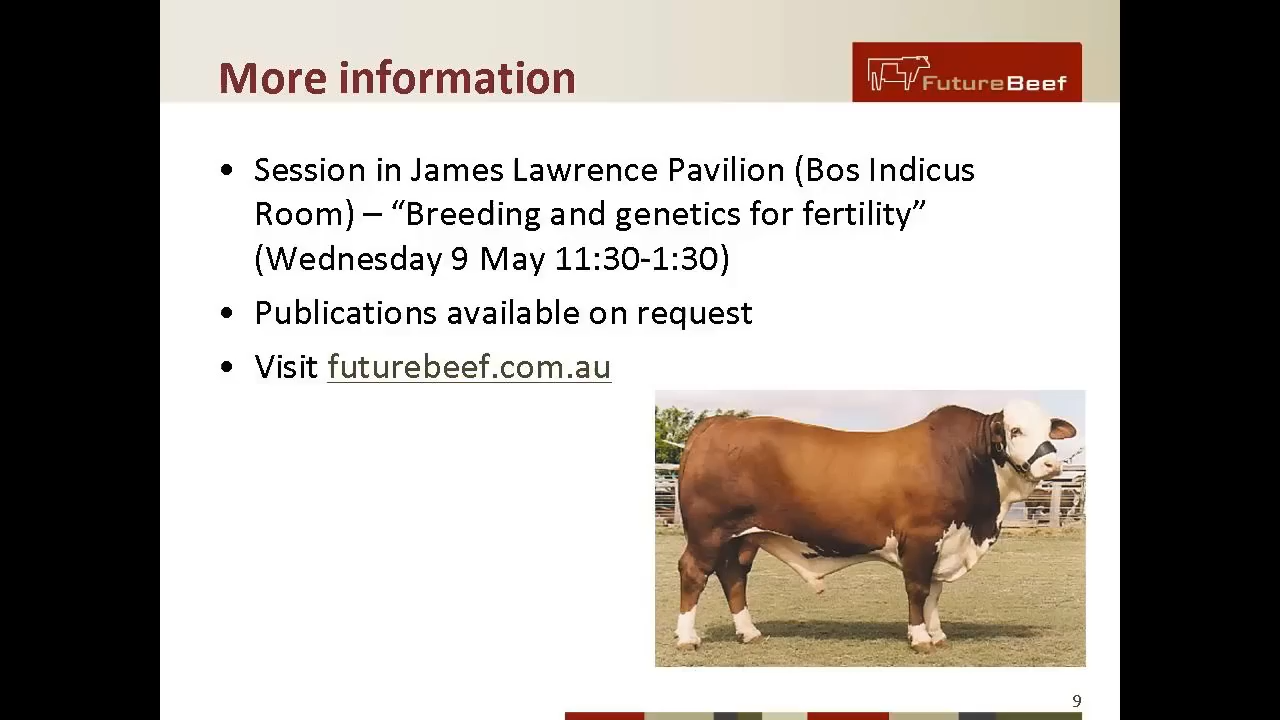 More information
FutureBeef
• Session in James Lawrence Pavilion (Bos Indicus
Room) – “Breeding and genetics for fertility”
(Wednesday 9 May 11:30-1:30)
• Publications available on request
• Visit futurebeef.com.au
9